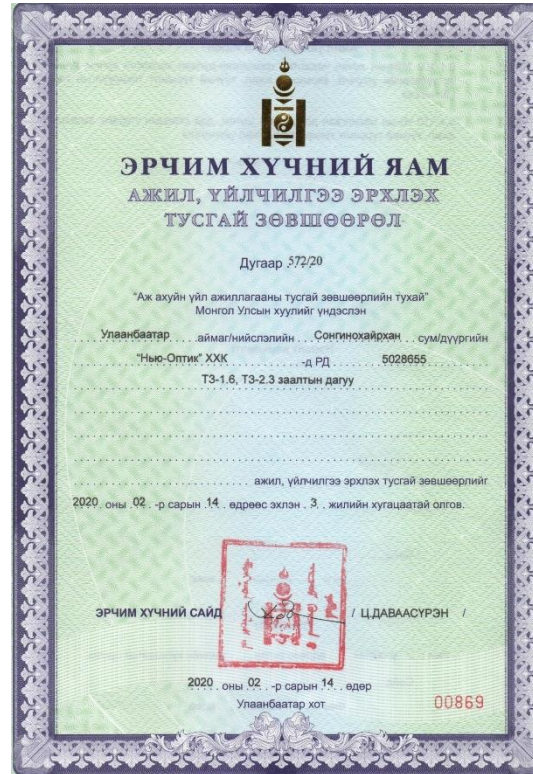 ЭРЧИМ ХҮЧНИЙ ЯАМ
АЖИЛ, ҮЙЛЧИЛГЭЭ ЭРХЛЭХ
ТУСГАЙ ЗӨВШӨӨРӨЛ
Дугаар 572/20
"Аж ахуйн үйл ажиллагааны тусгай зөвшөөрлийн тухай"
Монгол Улсын хуулийг үндэслэн
Улаанбаатар аймаг/нийслэлийн Сонгинохайрхан сум/дүүргийн
"Нью-Оптик" ХХК -д РД 5028655
ТЗ-1.6, ТЗ-2.3 заалтын дагуу
ажил, үйлчилгээ эрхлэх тусгай зөвшөөрлийг
2020 оны 02 -р сарын 14 өдрөөс эхлэн 3 жилийн хугацаатай олгов.
ЭРЧИМ ХҮЧНИЙ САЙД / Ц.ДАВААСҮРЭН /
2020 оны 02 -р сарын 14 өдөр
Улаанбаатар хот
00869